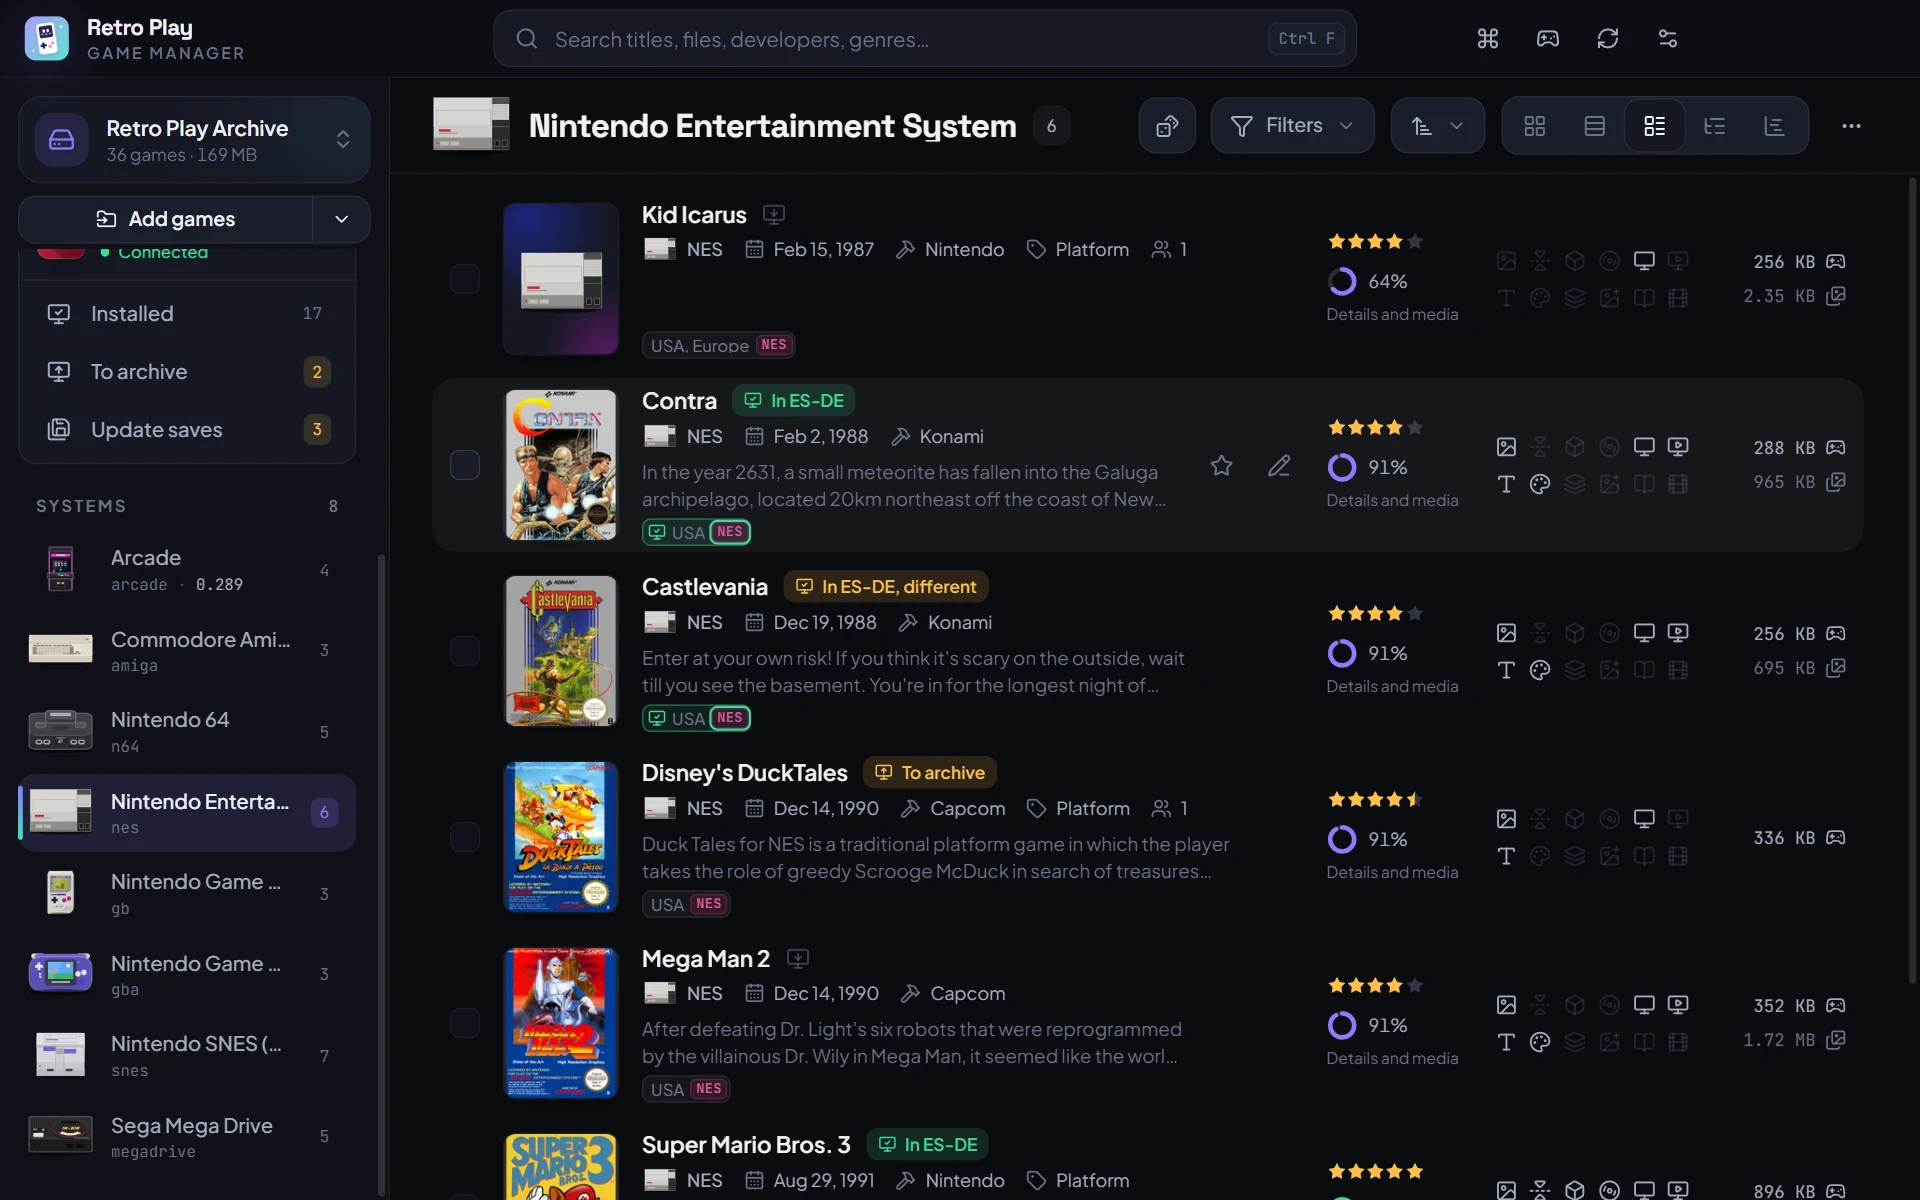 Retro Play
GAME MANAGER
Search titles, files, developers, genres...
Ctrl F
Retro Play Archive
36 games · 169 MB
Add games
Connected
Installed 17
To archive 2
Update saves 3
SYSTEMS 8
Arcade
arcade · 0.289
4
Commodore Ami...
amiga
3
Nintendo 64
n64
5
Nintendo Enterta...
nes
6
Nintendo Game ...
gb
3
Nintendo Game ...
gba
3
Nintendo SNES (...
snes
7
Sega Mega Drive
megadrive
5
Nintendo Entertainment System 6
Filters
Kid Icarus
NES Feb 15, 1987 Nintendo Platform 1
USA, Europe NES
64%
Details and media
256 KB
2.35 KB
Contra In ES-DE
NES Feb 2, 1988 Konami
In the year 2631, a small meteorite has fallen into the Galuga
archipelago, located 20km northeast off the coast of New...
USA NES
91%
Details and media
288 KB
965 KB
KONAMI
CONTRA
Castlevania In ES-DE, different
NES Dec 19, 1988 Konami
Enter at your own risk! If you think it's scary on the outside, wait
till you see the basement. You're in for the longest night of...
USA NES
91%
Details and media
256 KB
695 KB
KONAMI
Castlevania
Disney's DuckTales To archive
NES Dec 14, 1990 Capcom Platform 1
Duck Tales for NES is a traditional platform game in which the player
takes the role of greedy Scrooge McDuck in search of treasures...
USA NES
91%
Details and media
336 KB
DUCK TALES
Mega Man 2
NES Dec 14, 1990 Capcom
After defeating Dr. Light's six robots that were reprogrammed
by the villainous Dr. Wily in Mega Man, it seemed like the worl...
USA NES
91%
Details and media
352 KB
1.72 MB
CAPCOM
MEGA MAN 2
Super Mario Bros. 3 In ES-DE
NES Aug 29, 1991 Nintendo Platform
896 KB
SUPER
MARIO 3
BROS.